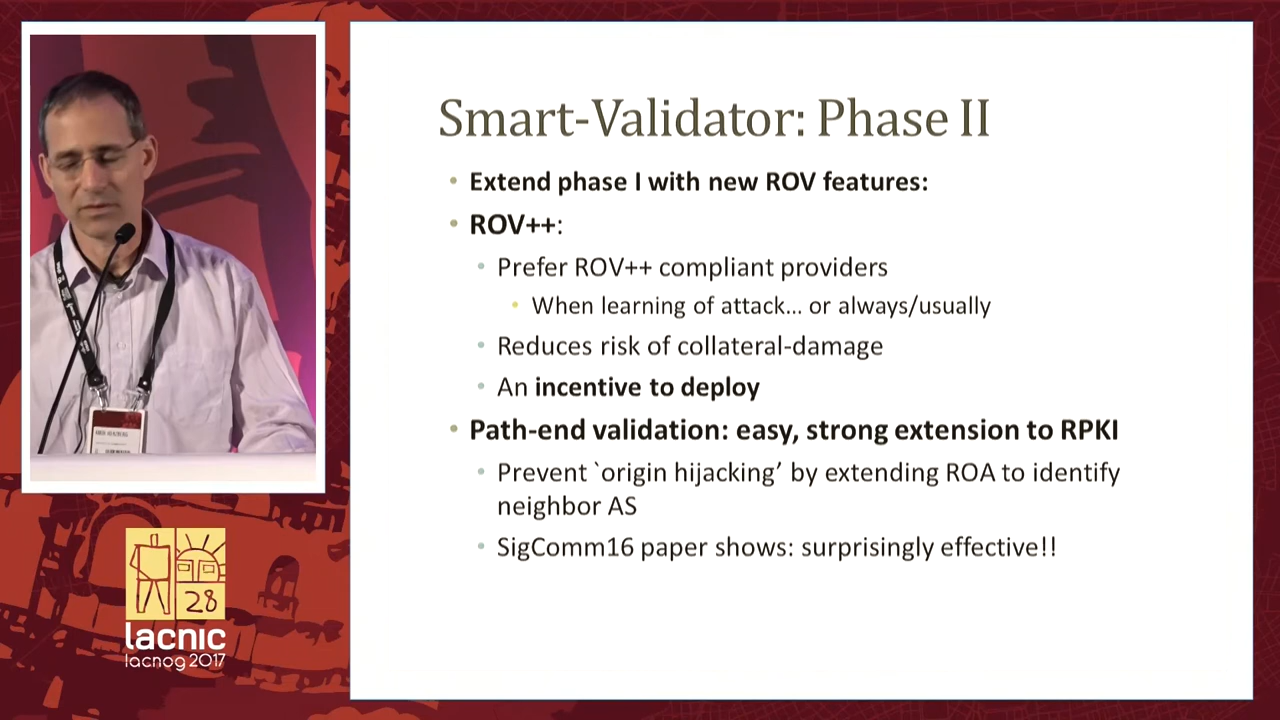 Smart-Validator: Phase II
• Extend phase I with new ROV features:
• ROV++:
• Prefer ROV++ compliant providers
• When learning of attack... or always/usually
• Reduces risk of collateral-damage
• An incentive to deploy
• Path-end validation: easy, strong extension to RPKI
• Prevent `origin hijacking’ by extending ROA to identify
neighbor AS
• SigComm16 paper shows: surprisingly effective!!
28
lacnic
lacnog 2017